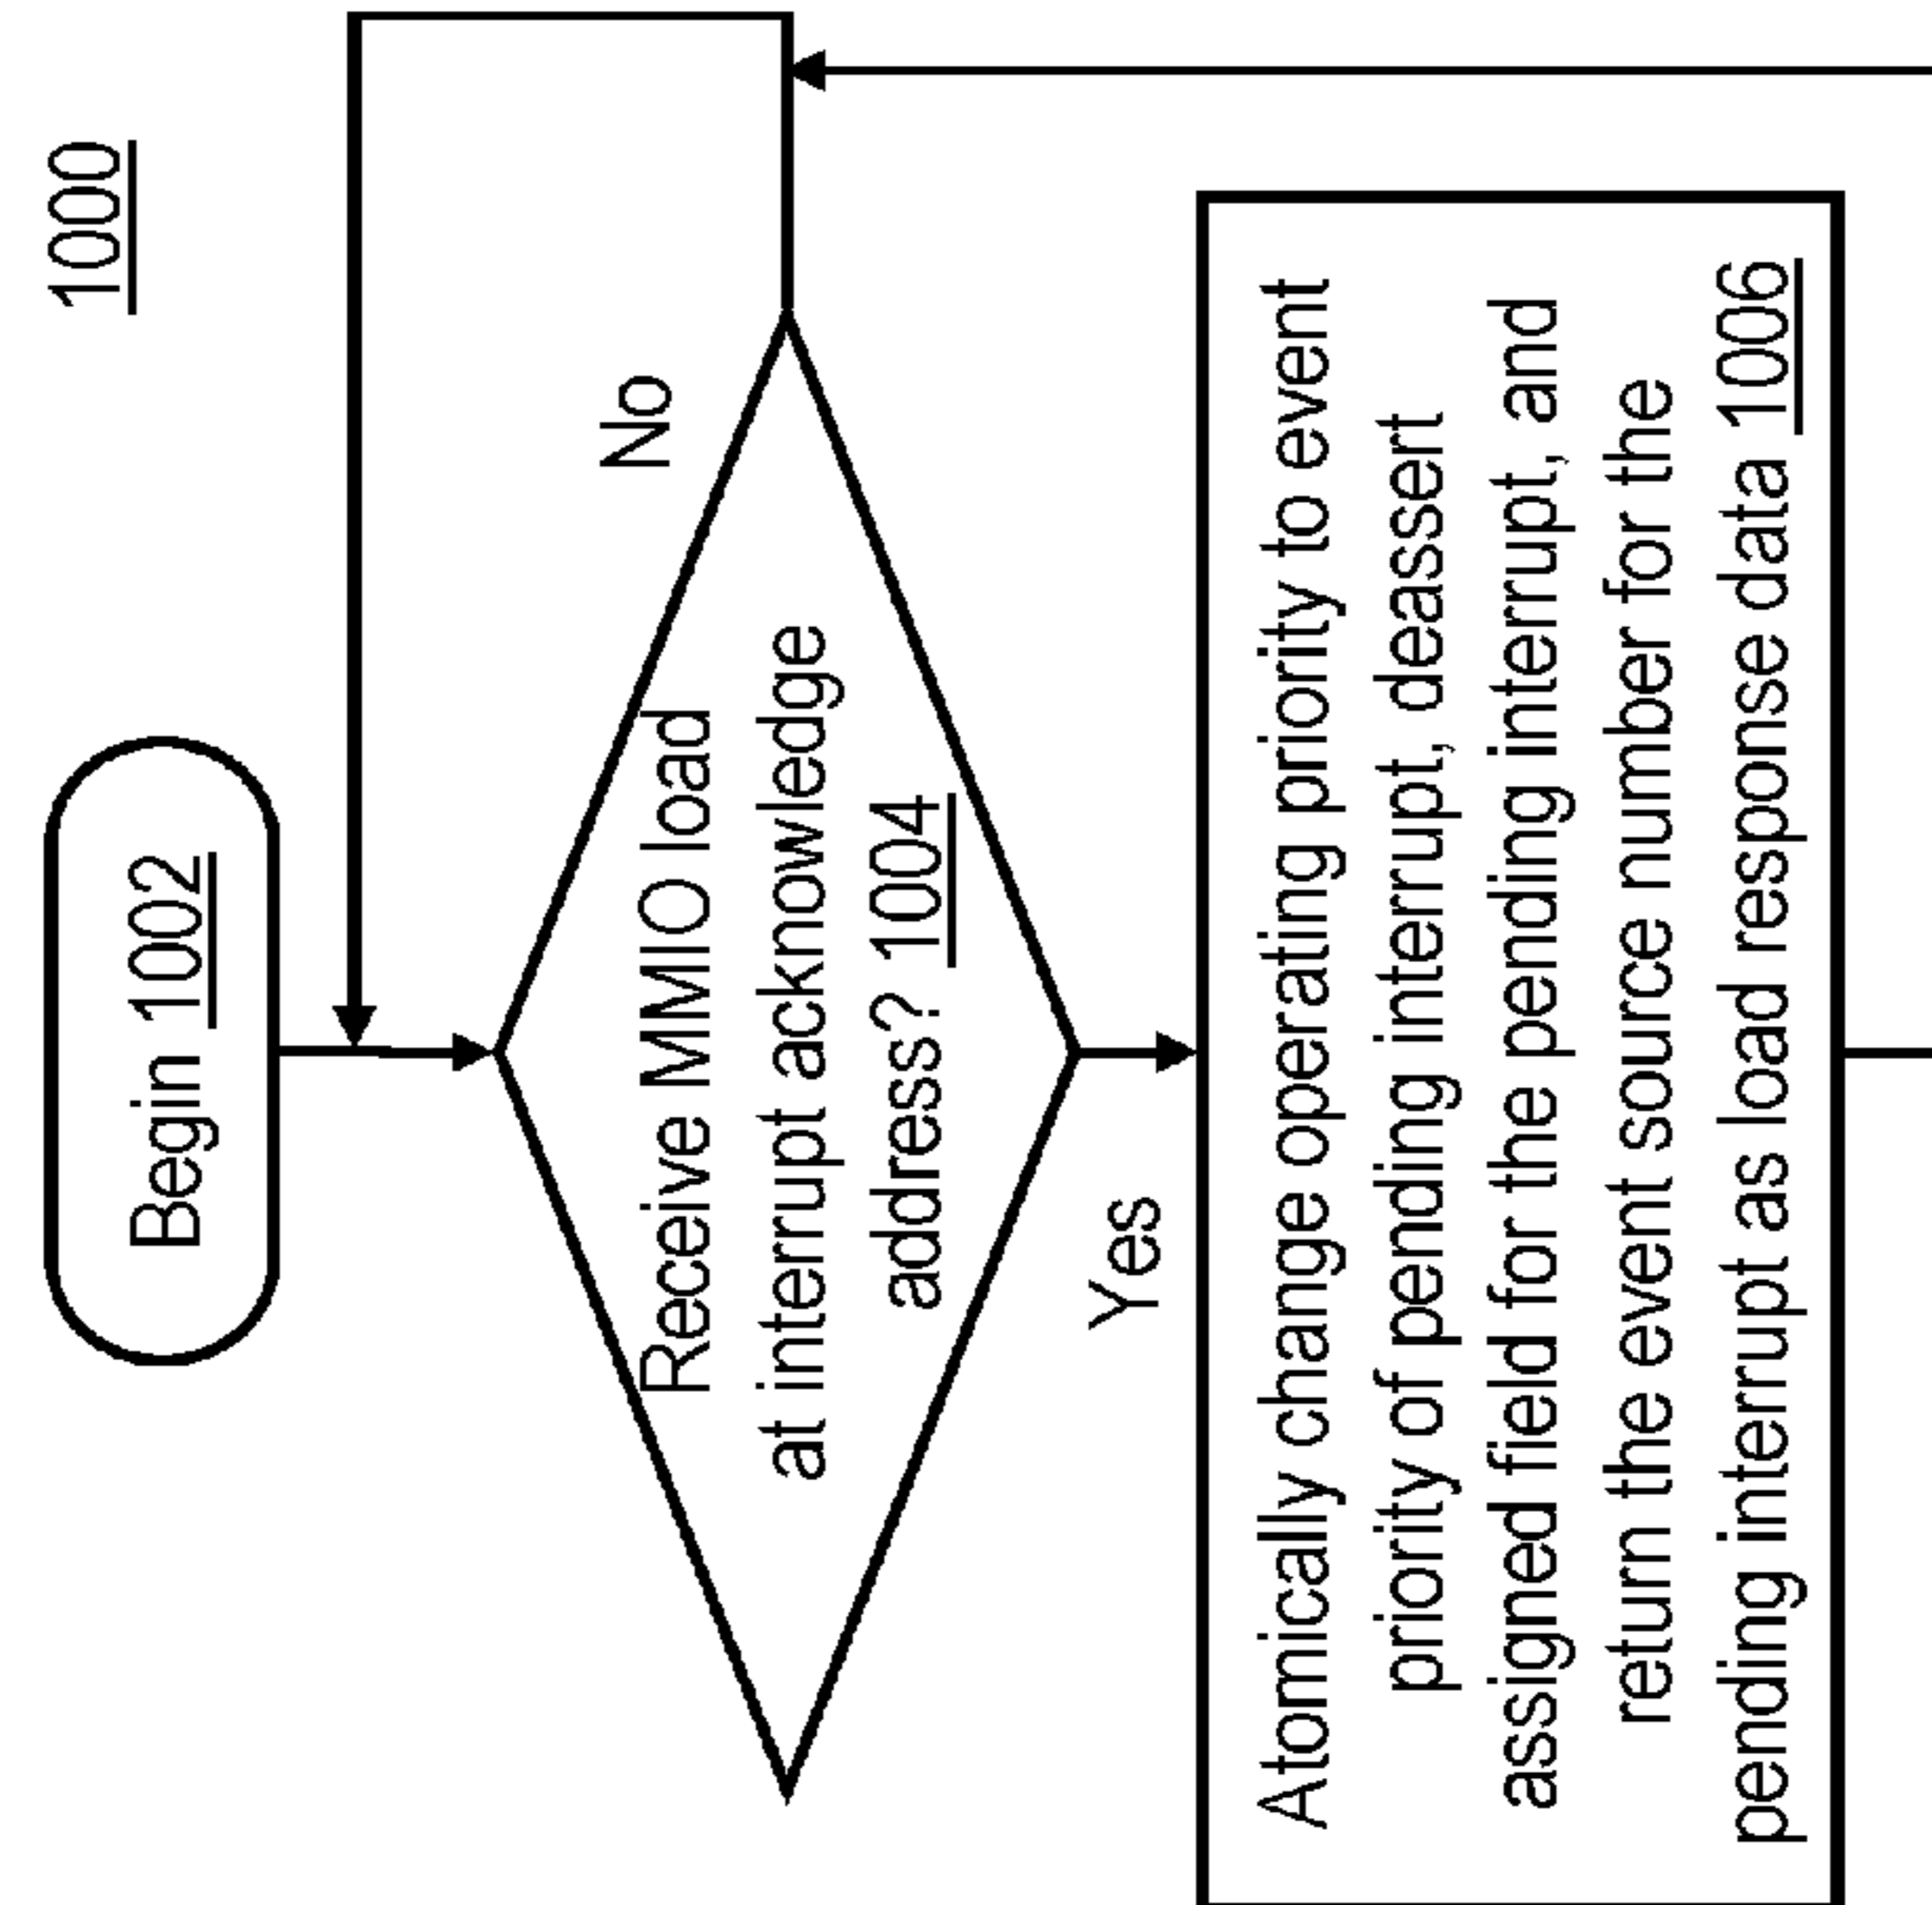 1000
Begin 1002
Receive MMIO load
at interrupt acknowledge
address? 1004
No
Yes
Atomically change operating priority to event
priority of pending interrupt, deassert
assigned field for the pending interrupt, and
return the event source number for the
pending interrupt as load response data 1006